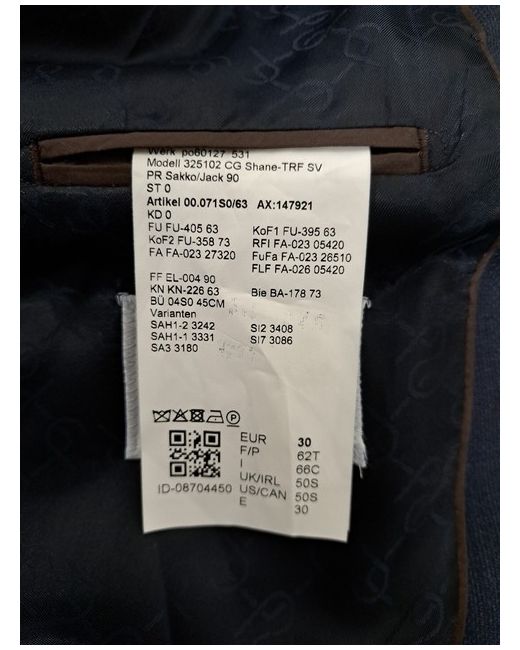 Werk po60127 531
Modell 325102 CG Shane-TRF SV
PR Sakko/Jack 90
ST 0
Artikel 00.071S0/63 AX:147921
KD 0
FU FU-405 63 KoF1 FU-395 63
KoF2 FU-358 73 RFI FA-023 05420
FA FA-023 27320 FuFa FA-023 26510
FLF FA-026 05420
FF EL-004 90
KN KN-226 63 Bie BA-178 73
BÜ 04S0 45CM
Varianten
SAH1-2 3242 SI2 3408
SAH1-1 3331 SI7 3086
SA3 3180
P
EUR 30
F/P 62T
I 66C
UK/IRL 50S
US/CAN 50S
E 30
ID-08704450